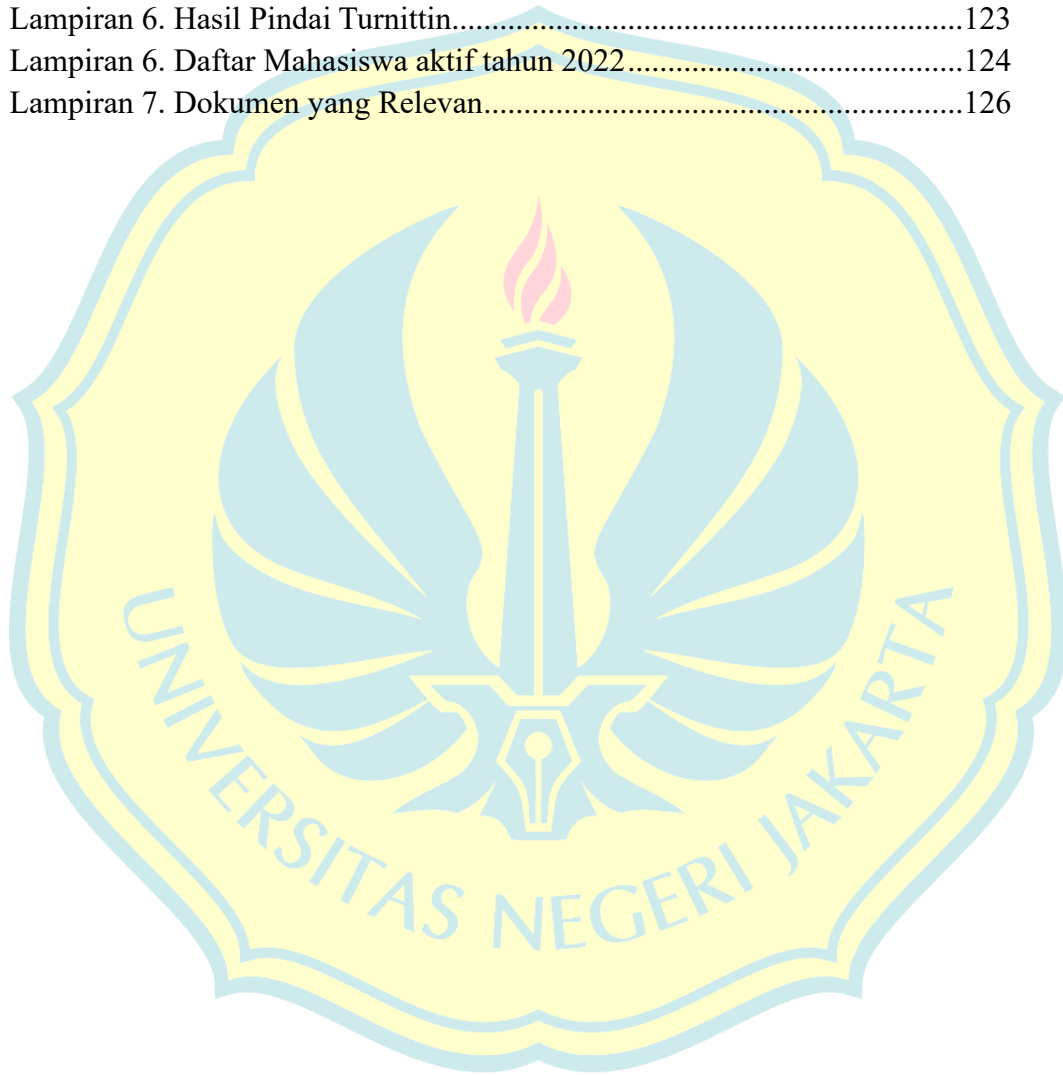 Lampiran 6. Hasil Pindai Turnittin................................................................123
Lampiran 6. Daftar Mahasiswa aktif tahun 2022..........................................124
Lampiran 7. Dokumen yang Relevan............................................................126
UNIVERSITAS NEGERI JAKARTA